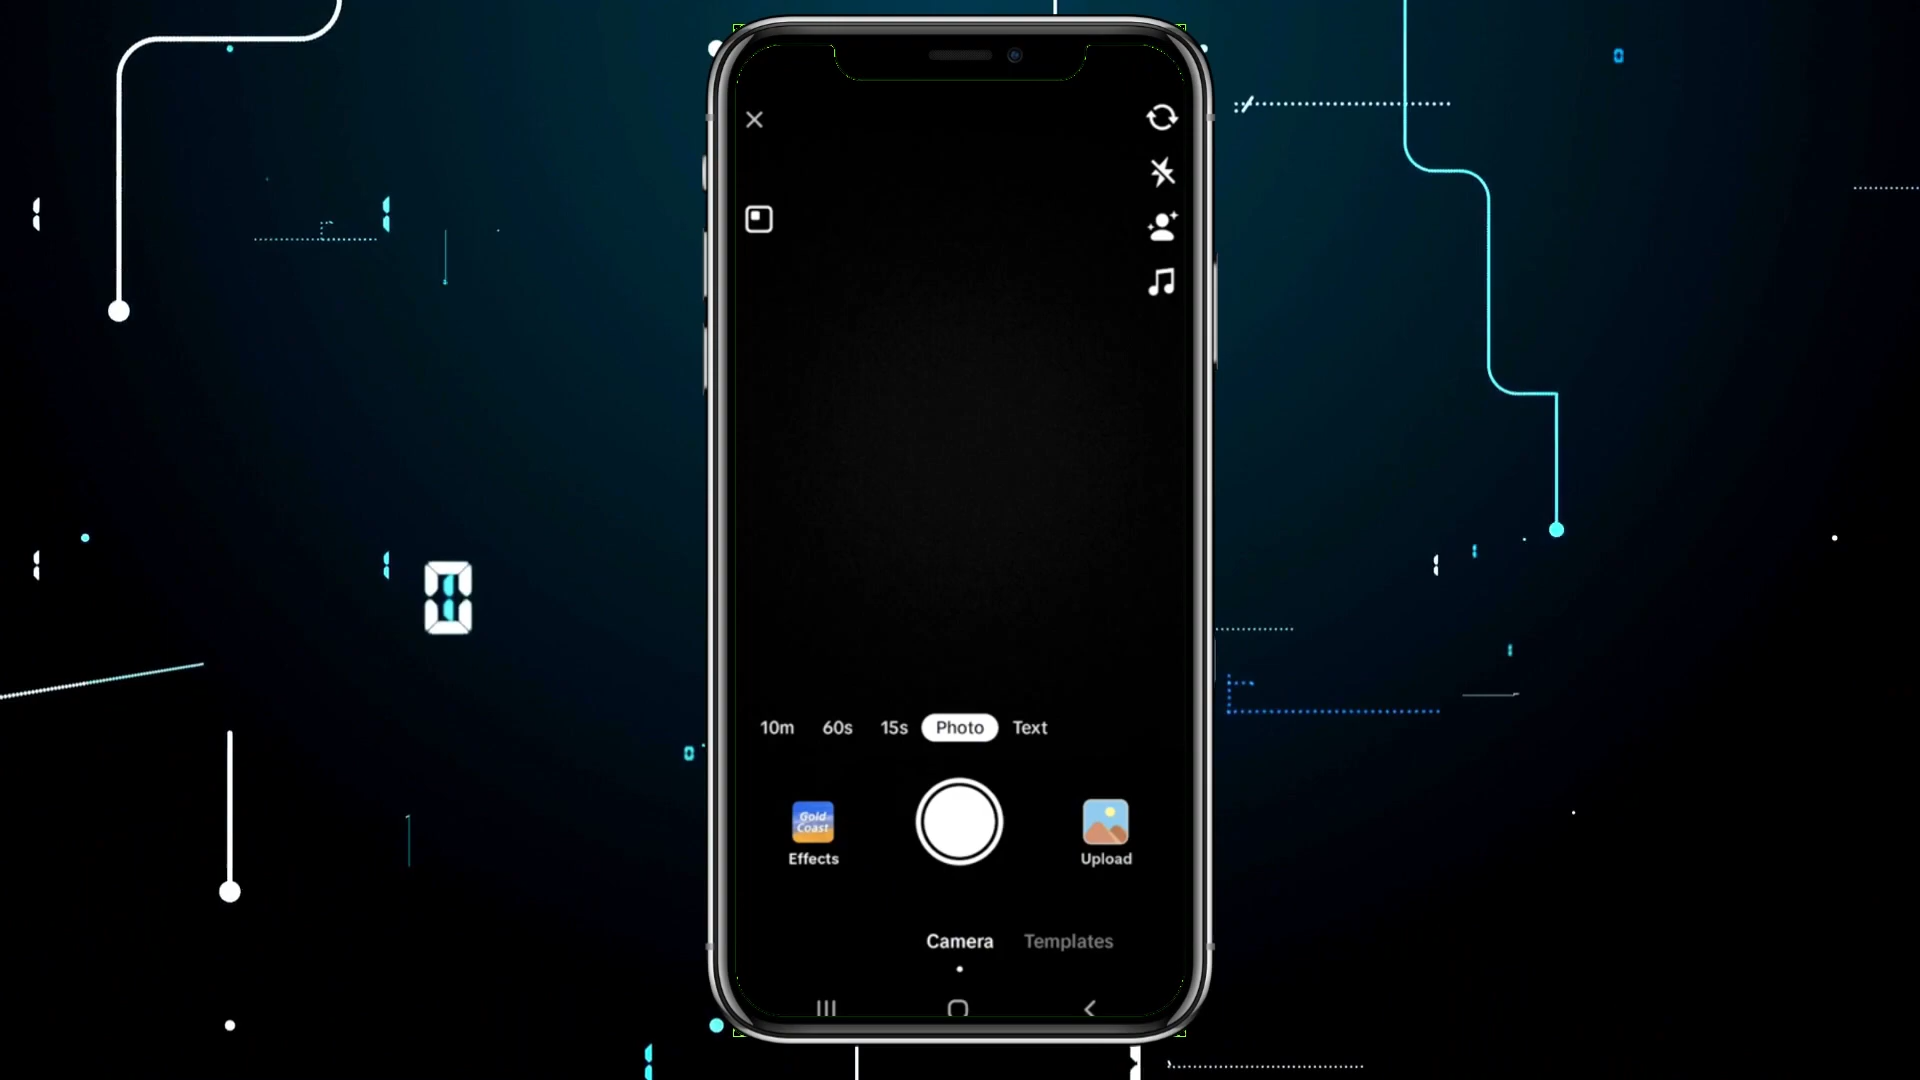 10m 60s 15s Photo Text
Gold
Coast
Effects
Upload
Camera Templates